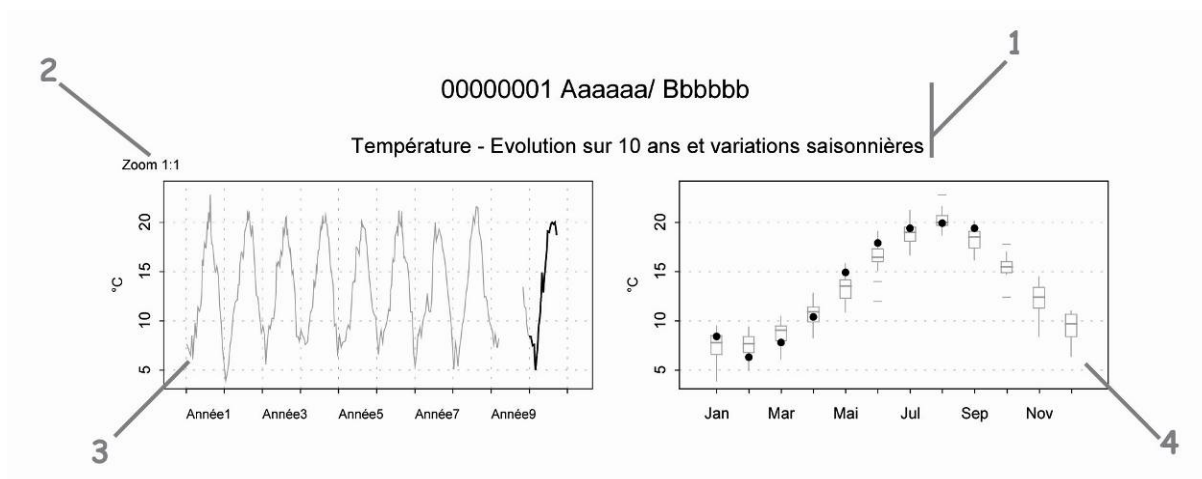 1
2
00000001 Aaaaaa/ Bbbbbb
Température - Evolution sur 10 ans et variations saisonnières
Zoom 1:1
20
15
10
5
°C
Année1 Année3 Année5 Année7 Année9
20
15
10
5
°C
Jan Mar Mai Jul Sep Nov
3
4